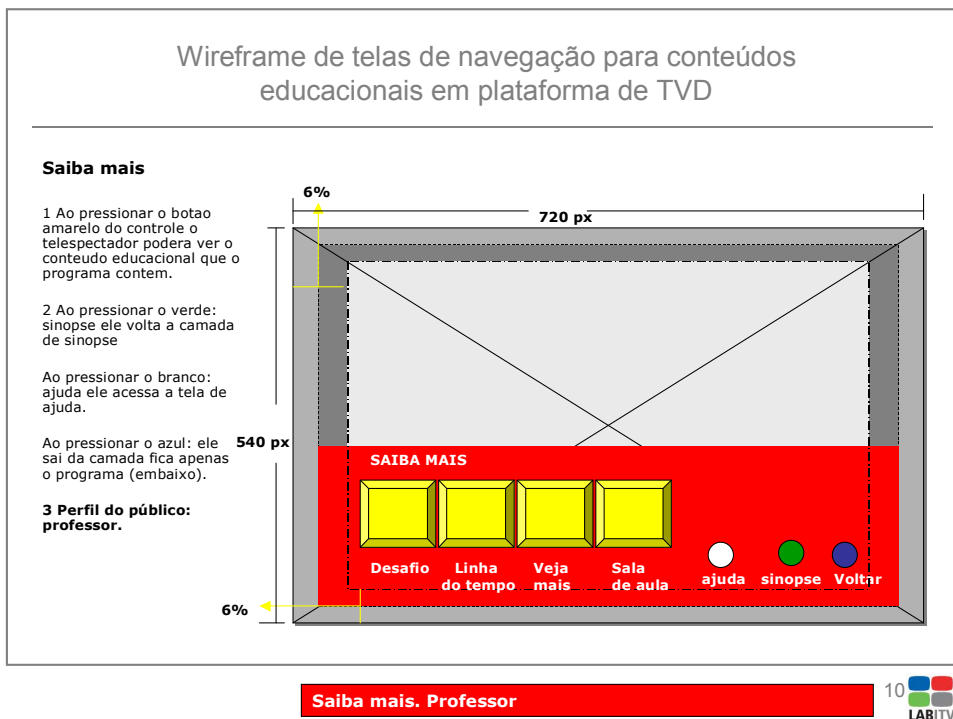 Wireframe de telas de navegação para conteúdos
educacionais em plataforma de TVD
Saiba mais
1 Ao pressionar o botao
amarelo do controle o
telespectador podera ver o
conteudo educacional que o
programa contem.
2 Ao pressionar o verde:
sinopse ele volta a camada
de sinopse
Ao pressionar o branco:
ajuda ele acessa a tela de
ajuda.
Ao pressionar o azul: ele
sai da camada fica apenas
o programa (embaixo).
3 Perfil do público:
professor.
6%
720 px
540 px
SAIBA MAIS
Desafio
Linha
do tempo
Veja
mais
Sala
de aula
ajuda
sinopse
Voltar
6%
Saiba mais. Professor
10
LABITV